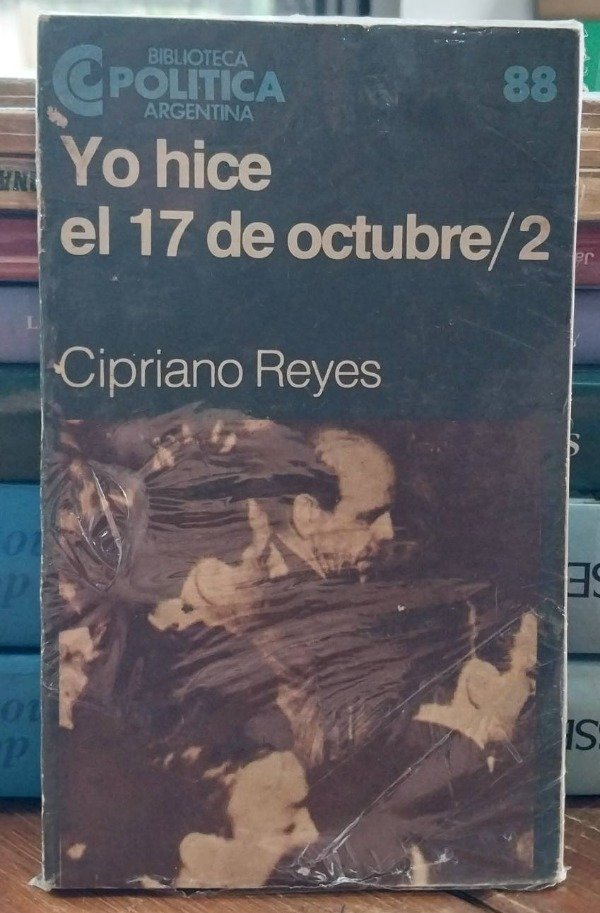 BIBLIOTECA
POLITICA
ARGENTINA
88
Yo hice
el 17 de octubre/2
Cipriano Reyes